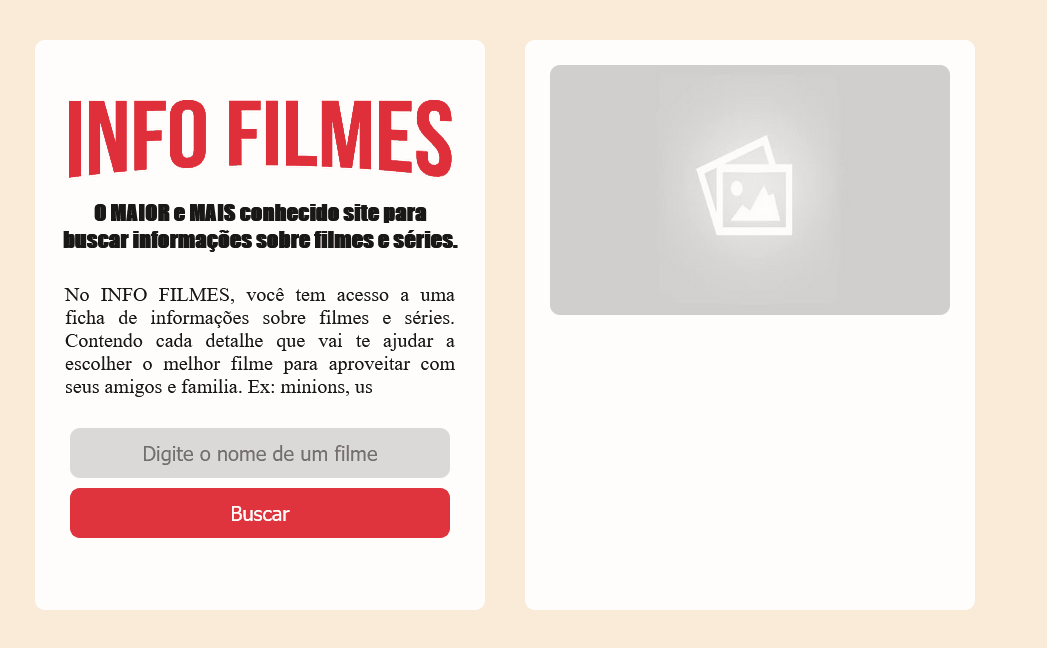 INFO FILMES
O MAIOR e MAIS conhecido site para
buscar informações sobre filmes e séries.
No INFO FILMES, você tem acesso a uma
ficha de informações sobre filmes e séries.
Contendo cada detalhe que vai te ajudar a
escolher o melhor filme para aproveitar com
seus amigos e familia. Ex: minions, us
Digite o nome de um filme
Buscar